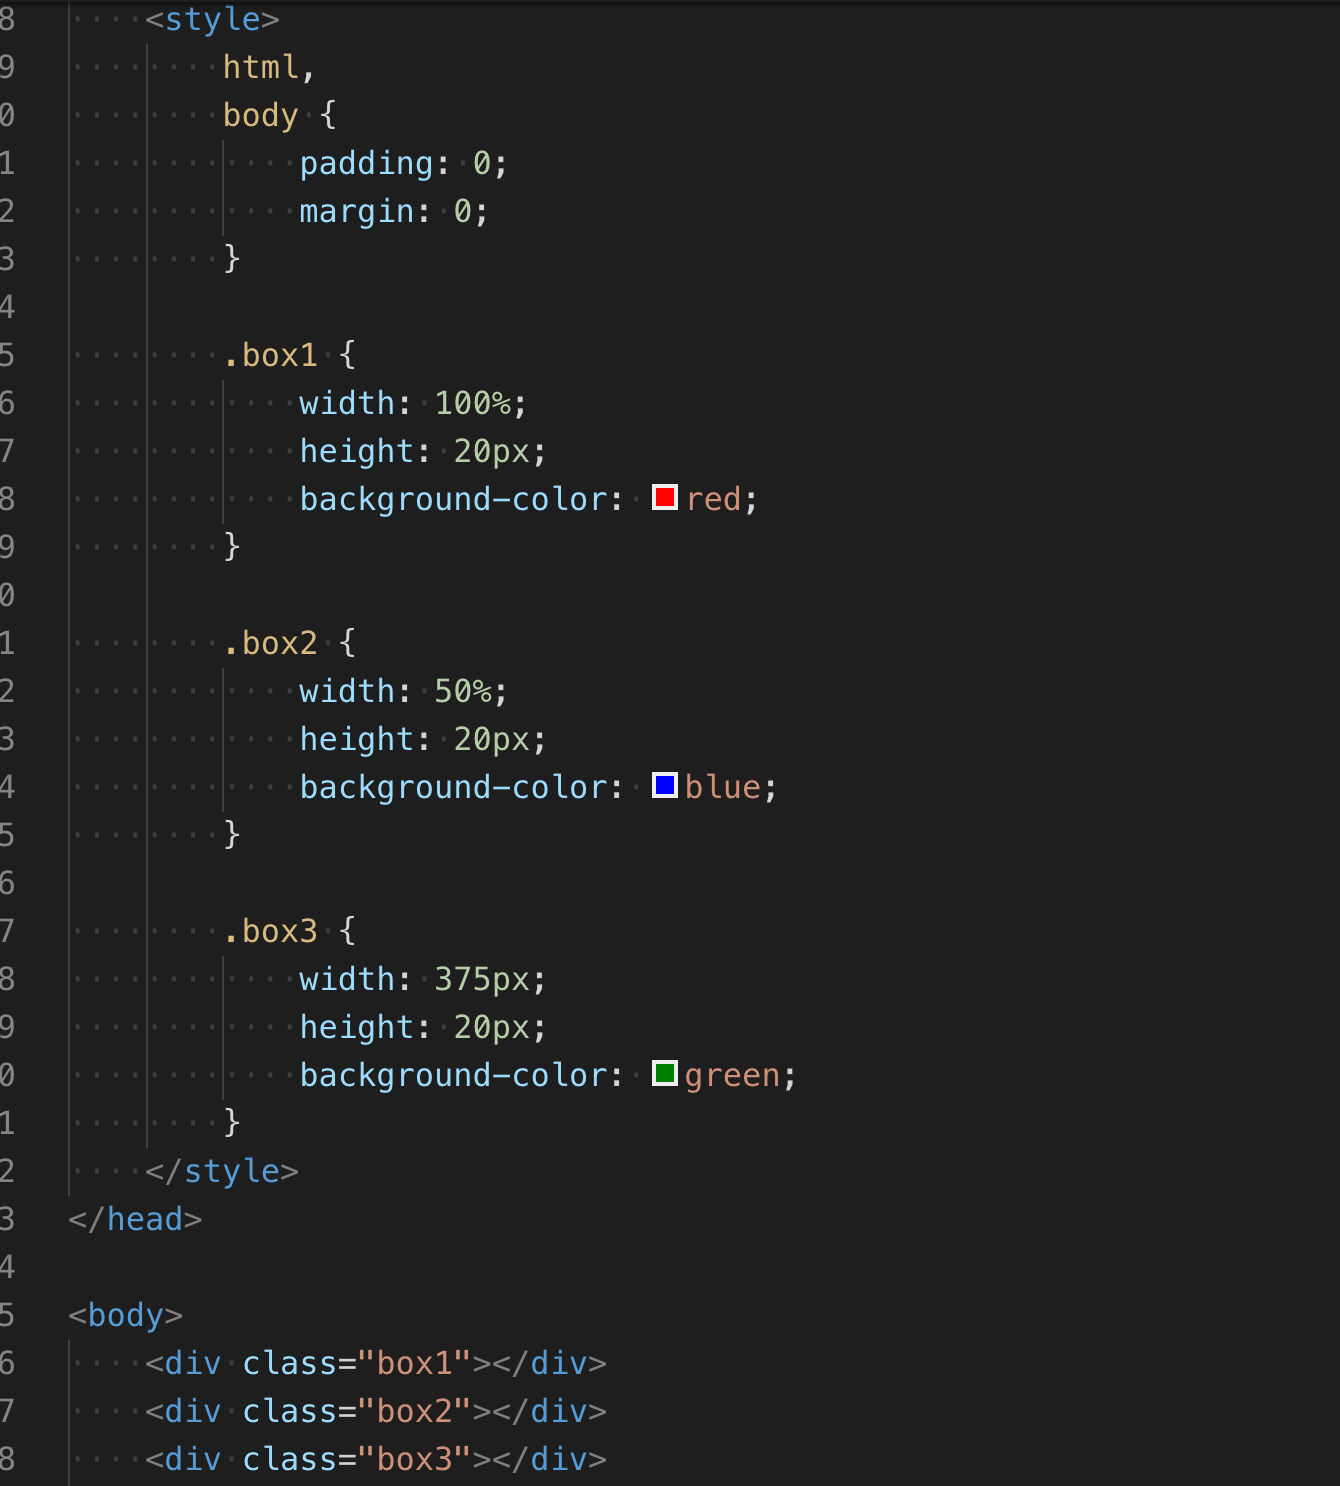 8 <style>
9 html,
0 body {
1 padding: 0;
2 margin: 0;
3 }
4
5 .box1 {
6 width: 100%;
7 height: 20px;
8 background-color: red;
9 }
0
1 .box2 {
2 width: 50%;
3 height: 20px;
4 background-color: blue;
5 }
6
7 .box3 {
8 width: 375px;
9 height: 20px;
0 background-color: green;
1 }
2 </style>
3 </head>
4
5 <body>
6 <div class="box1"></div>
7 <div class="box2"></div>
8 <div class="box3"></div>